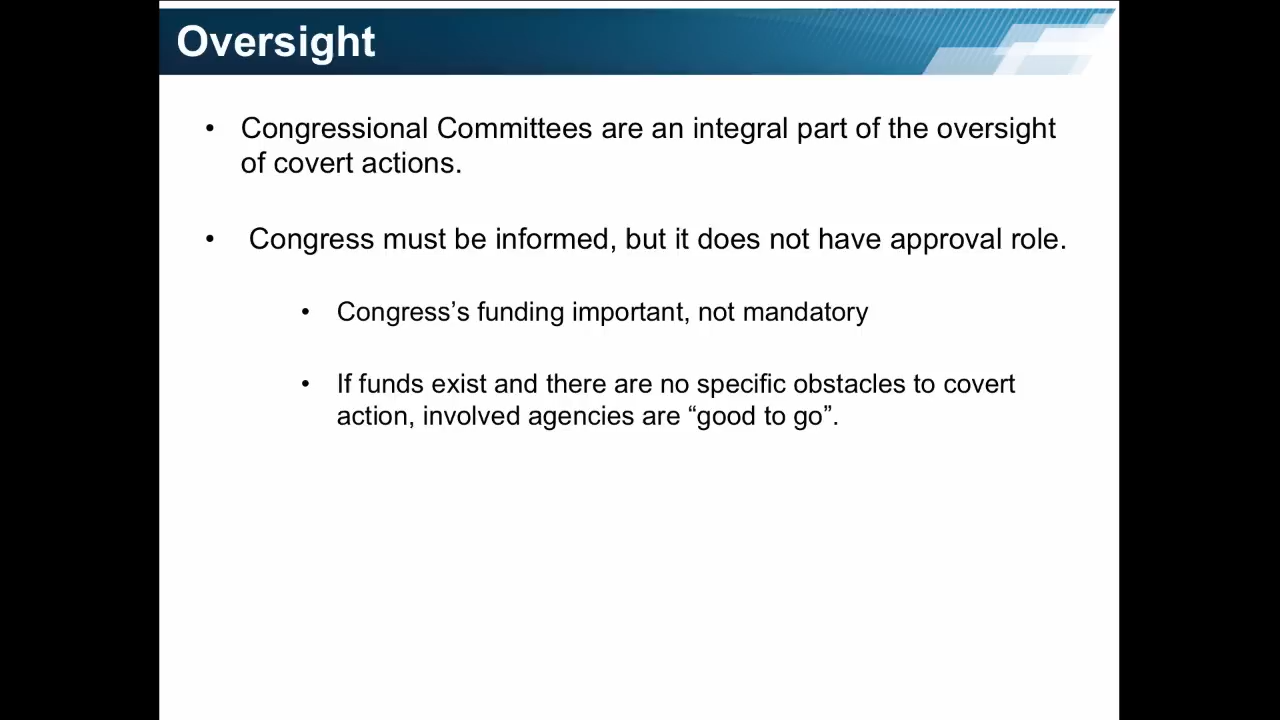 Oversight
• Congressional Committees are an integral part of the oversight
of covert actions.
• Congress must be informed, but it does not have approval role.
• Congress’s funding important, not mandatory
• If funds exist and there are no specific obstacles to covert
action, involved agencies are “good to go”.